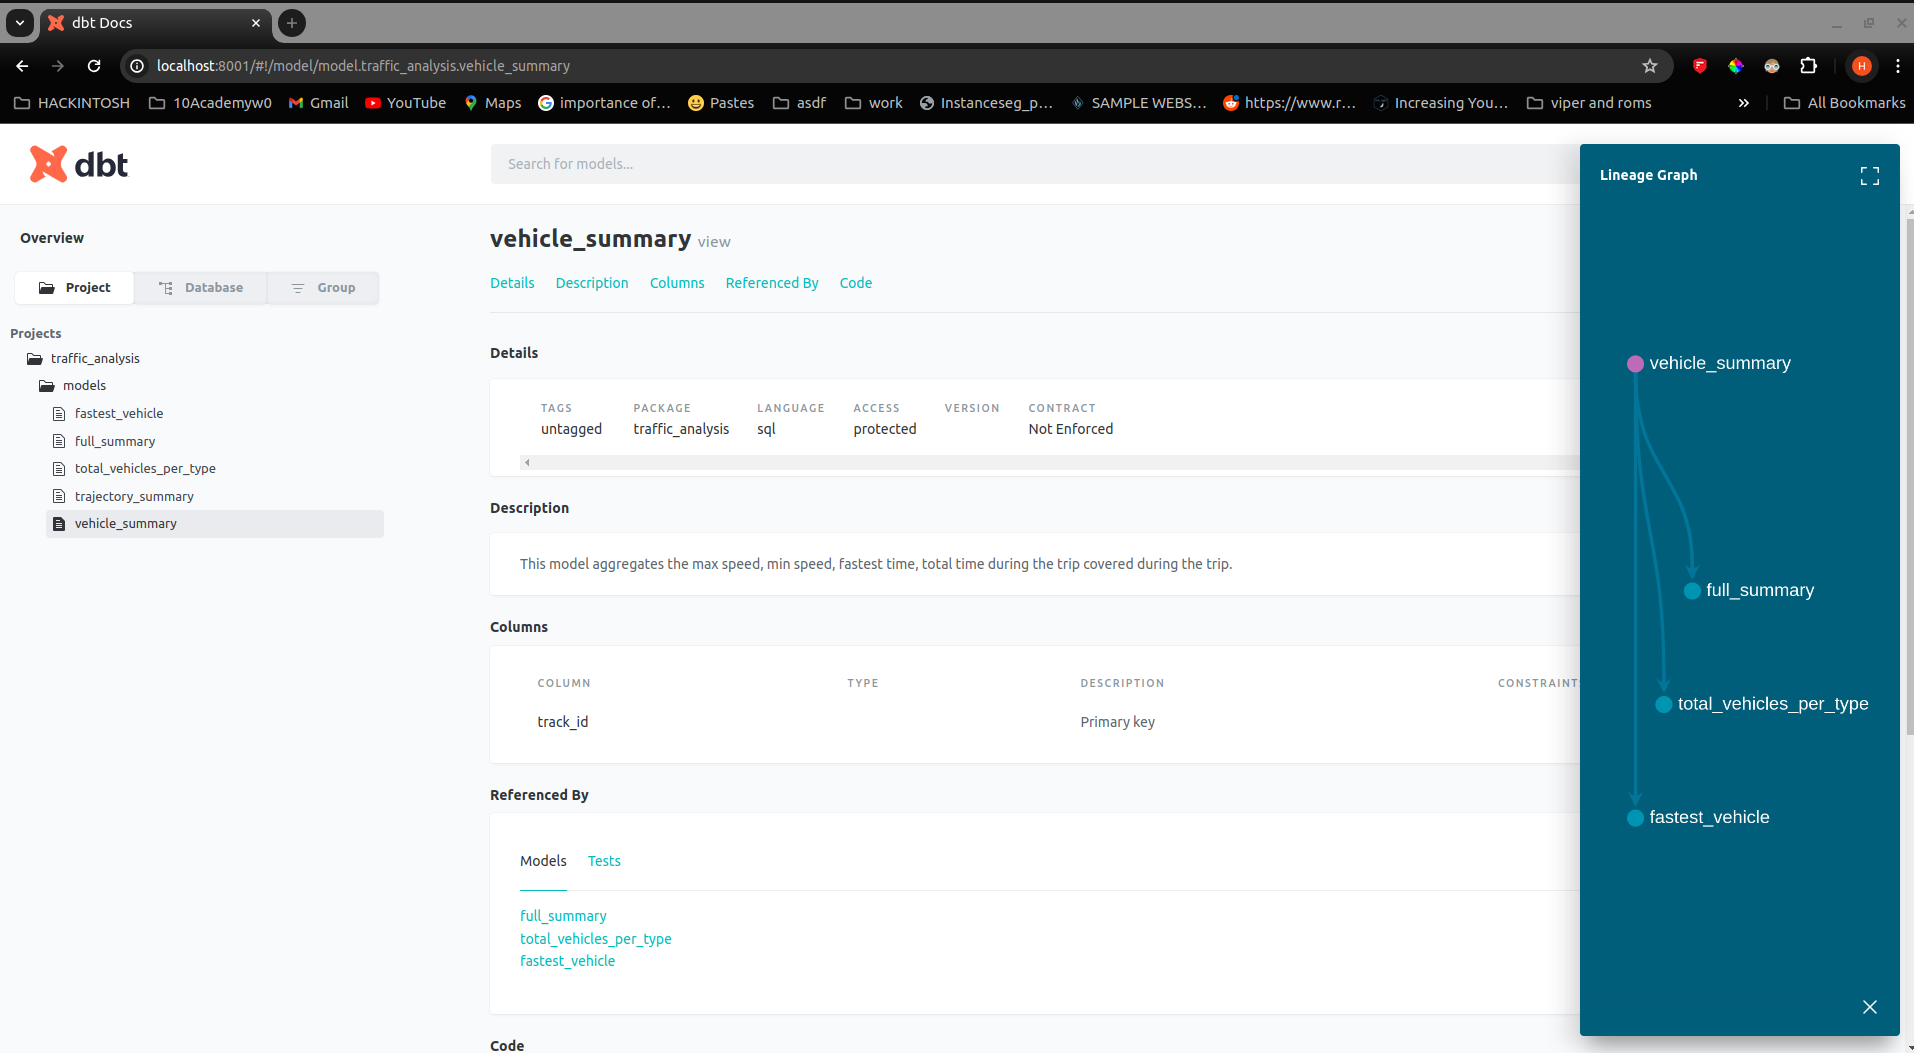 dbt Docs
localhost:8001/#!/model/model.traffic_analysis.vehicle_summary
H
HACKINTOSH 10Academyw0 Gmail YouTube Maps importance of... Pastes asdf work Instanceseg_p... SAMPLE WEBS... https://www.r... Increasing You... viper and roms » All Bookmarks
dbt
Search for models...
Overview
Project Database Group
Projects
traffic_analysis
models
fastest_vehicle
full_summary
total_vehicles_per_type
trajectory_summary
vehicle_summary
vehicle_summary view
Details Description Columns Referenced By Code
Details
TAGS PACKAGE LANGUAGE ACCESS VERSION CONTRACT
untagged traffic_analysis sql protected Not Enforced
Description
This model aggregates the max speed, min speed, fastest time, total time during the trip covered during the trip.
Columns
COLUMN TYPE DESCRIPTION CONSTRAINTS
track_id Primary key
Referenced By
Models Tests
full_summary
total_vehicles_per_type
fastest_vehicle
Code
Lineage Graph
vehicle_summary
full_summary
total_vehicles_per_type
fastest_vehicle